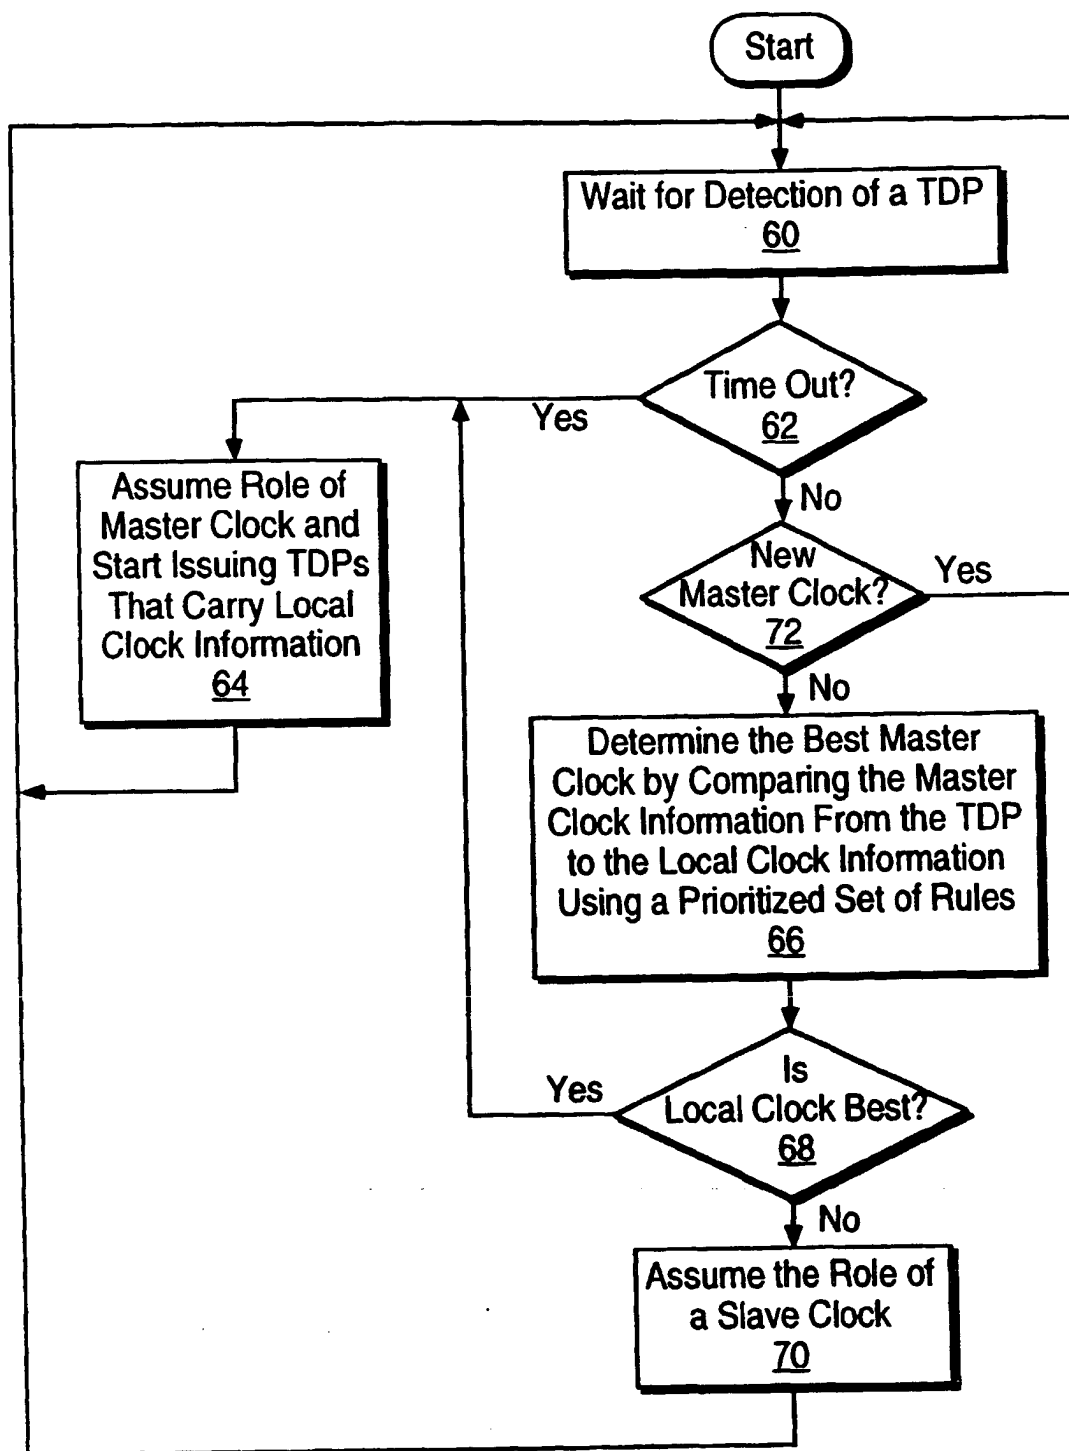 Start
Wait for Detection of a TDP
60
Time Out?
62
Yes
No
Assume Role of
Master Clock and
Start Issuing TDPs
That Carry Local
Clock Information
64
New
Master Clock?
72
Yes
No
Determine the Best Master
Clock by Comparing the Master
Clock Information From the TDP
to the Local Clock Information
Using a Prioritized Set of Rules
66
Is
Local Clock Best?
68
Yes
No
Assume the Role of
a Slave Clock
70